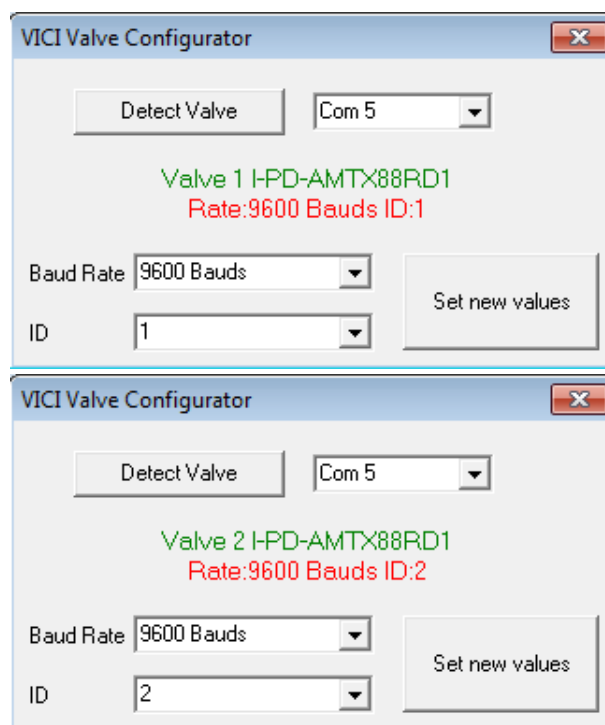 VICI Valve Configurator
Detect Valve Com 5
Valve 1 I-PD-AMTX88RD1
Rate:9600 Bauds ID:1
Baud Rate 9600 Bauds
Set new values
ID 1
VICI Valve Configurator
Detect Valve Com 5
Valve 2 I-PD-AMTX88RD1
Rate:9600 Bauds ID:2
Baud Rate 9600 Bauds
Set new values
ID 2